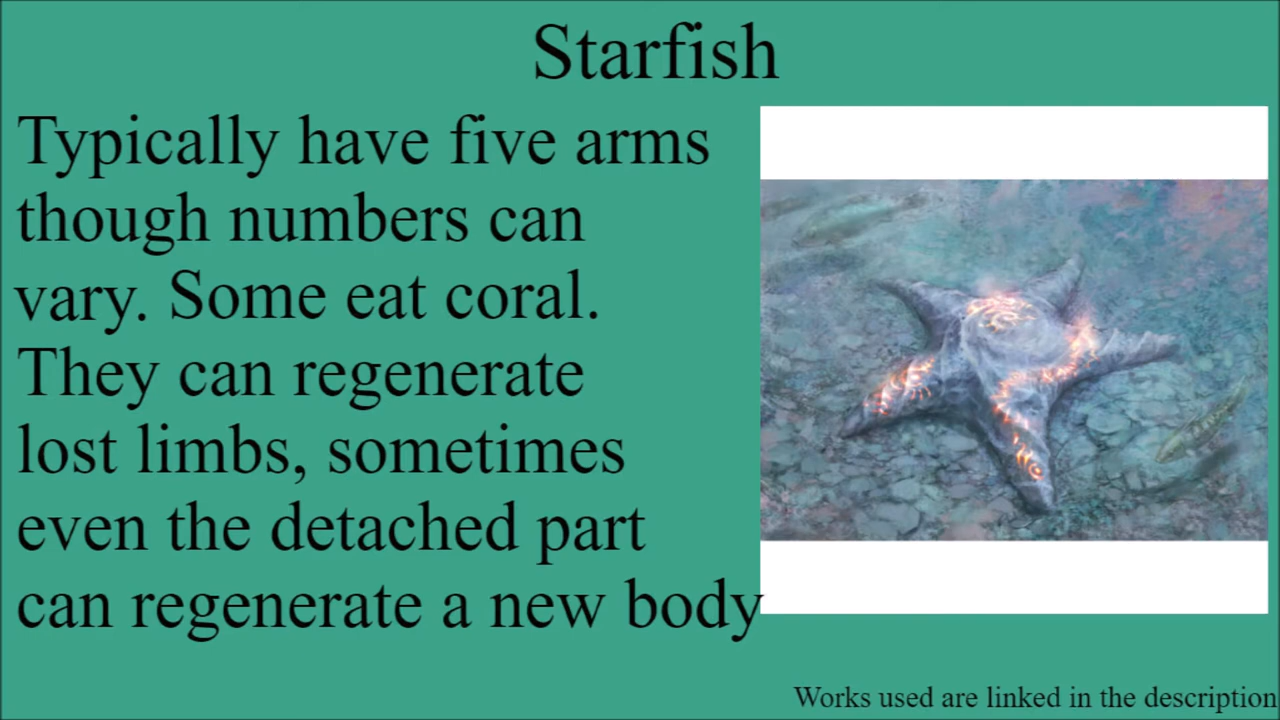 Starfish
Typically have five arms
though numbers can
vary. Some eat coral.
They can regenerate
lost limbs, sometimes
even the detached part
can regenerate a new body
Works used are linked in the description